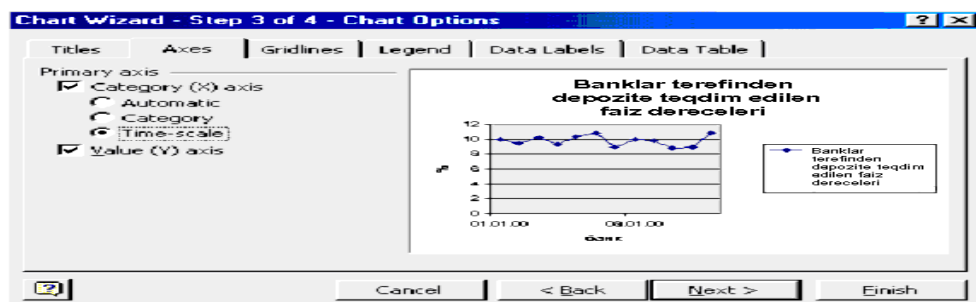 Chart Wizard - Step 3 of 4 - Chart Options
Titles Axes Gridlines Legend Data Labels Data Table
Primary axis
Category (X) axis
Automatic
Category
Time-scale
Value (Y) axis
Banklar terefinden
depozite teqdim edilen
faiz dereceleri
12
10
8
6
4
2
0
%
01.01.00
Banklar
terefinden
depozite teqdim
edilen faiz
dereceleri
Cancel < Back Next > Finish